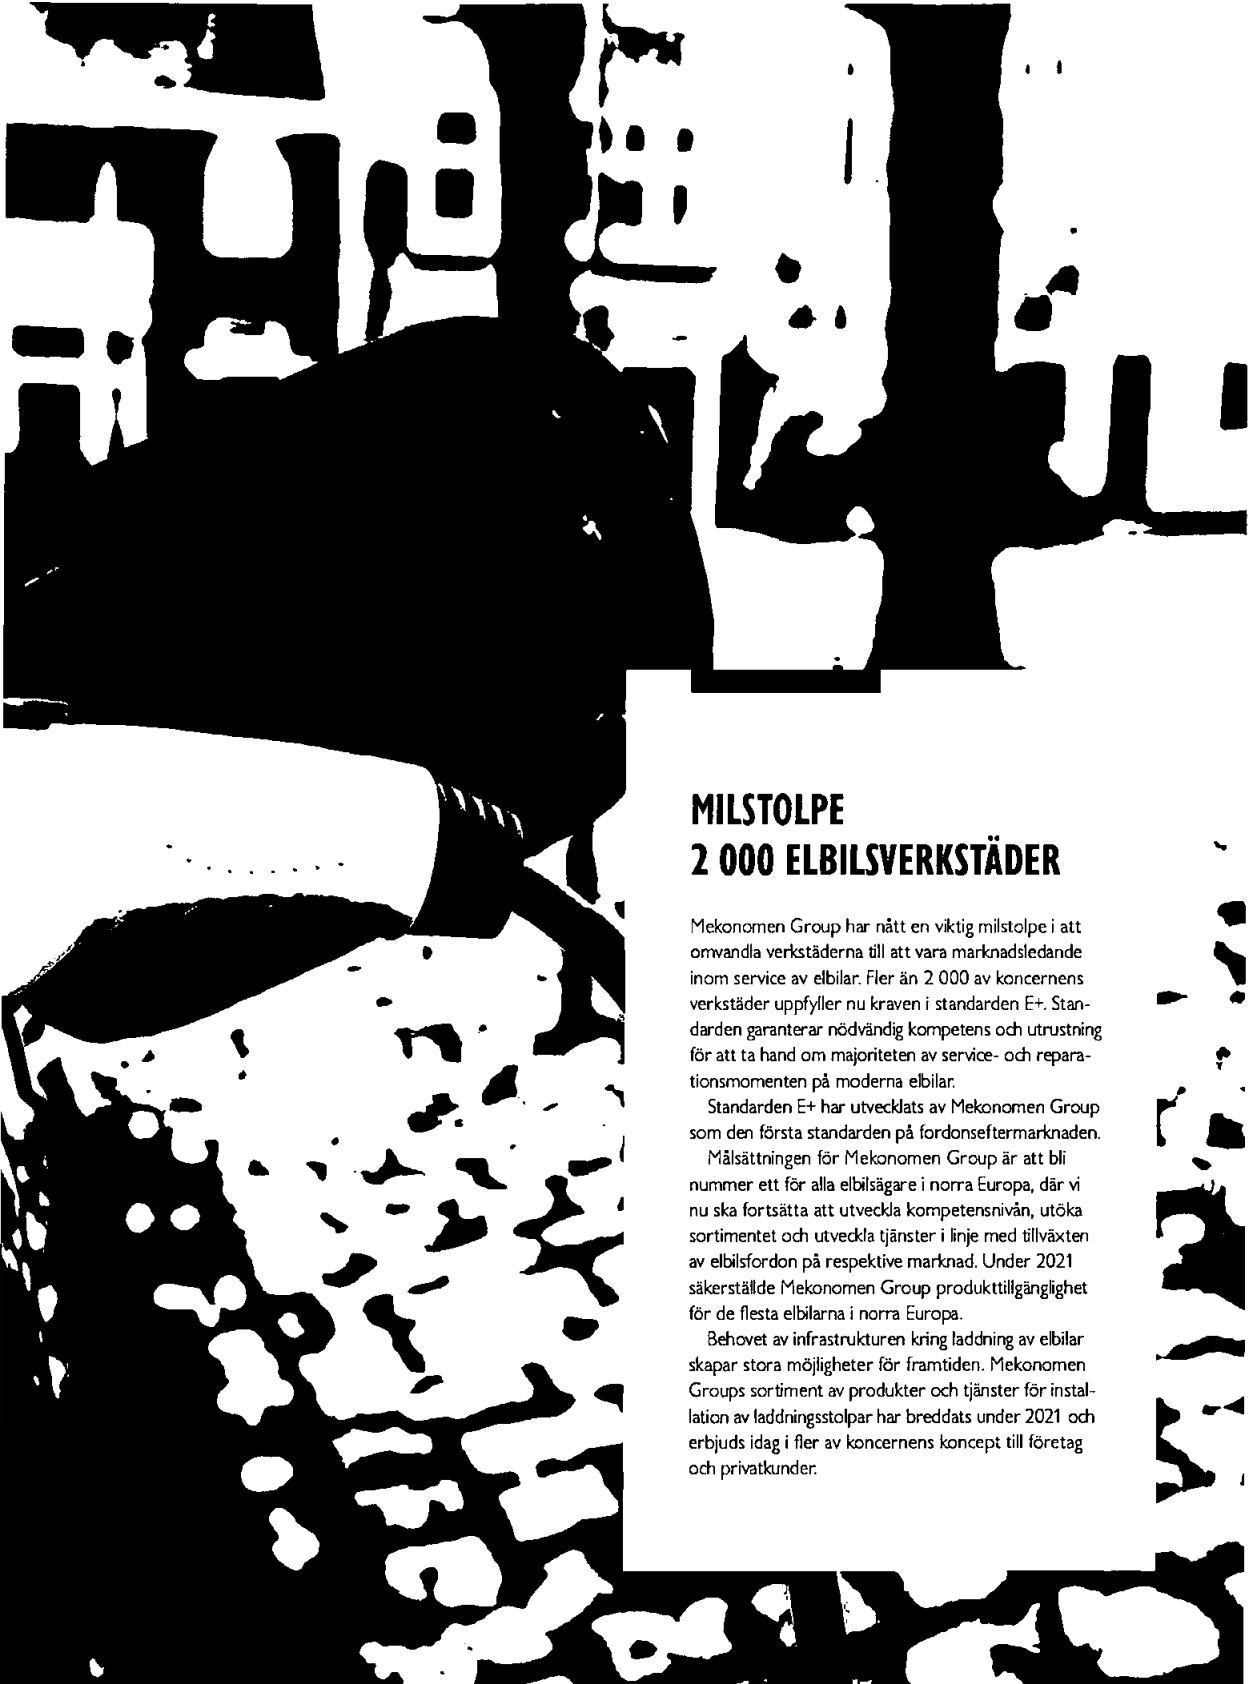 MILSTOLPE
2 000 ELBILSVERKSTÄDER
Mekonomen Group har nått en viktig milstolpe i att
omvandla verkstäderna till att vara marknadsledande
inom service av elbilar. Fler än 2 000 av koncernens
verkstäder uppfyller nu kraven i standarden E+. Stan-
darden garanterar nödvändig kompetens och utrustning
för att ta hand om majoriteten av service- och repara-
tionsmomenten på moderna elbilar.
Standarden E+ har utvecklats av Mekonomen Group
som den första standarden på fordonseftermarknaden.
Målsättningen för Mekonomen Group är att bli
nummer ett för alla elbilsägare i norra Europa, där vi
nu ska fortsätta att utveckla kompetensnivån, utöka
sortimentet och utveckla tjänster i linje med tillväxten
av elbilsfordon på respektive marknad. Under 2021
säkerställde Mekonomen Group produkttillgänglighet
för de flesta elbilarna i norra Europa.
Behovet av infrastrukturen kring laddning av elbilar
skapar stora möjligheter för framtiden. Mekonomen
Groups sortiment av produkter och tjänster för instal-
lation av laddningsstolpar har breddats under 2021 och
erbjuds idag i fler av koncernens koncept till företag
och privatkunder.